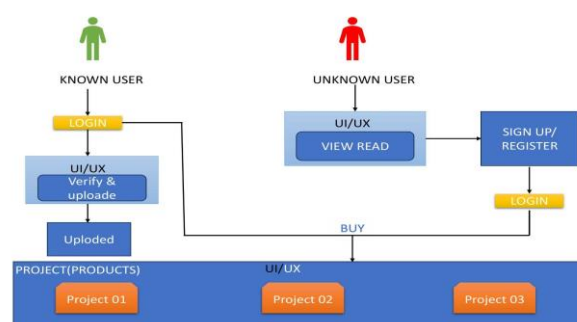 KNOWN USER
UNKNOWN USER
LOGIN
UI/UX
VIEW READ
SIGN UP/
REGISTER
UI/UX
Verify &
uploade
LOGIN
Uploded
BUY
PROJECT(PRODUCTS)
UI/UX
Project 01
Project 02
Project 03